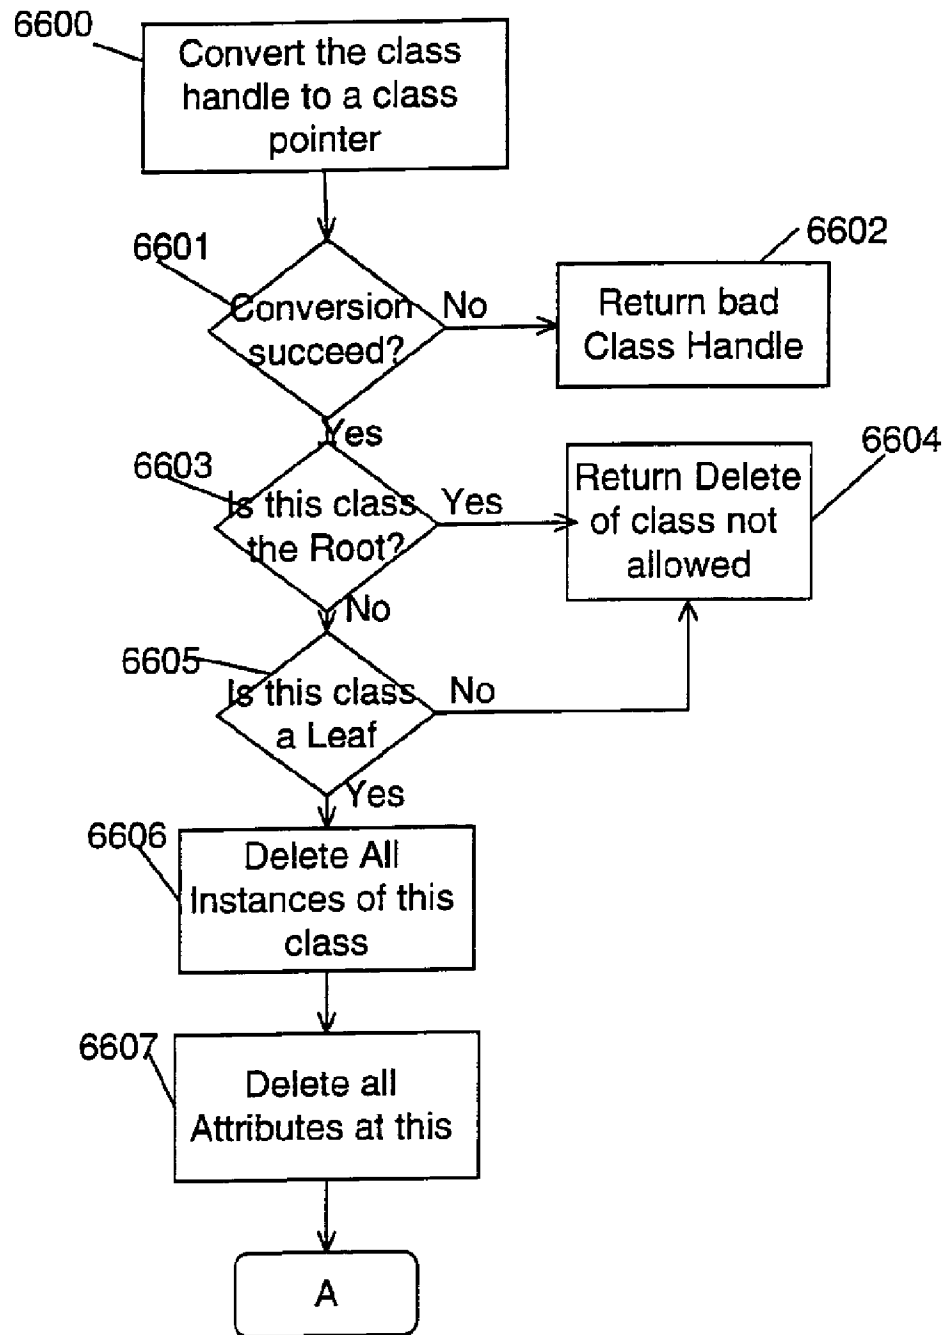 6600
Convert the class
handle to a class
pointer
6601
Conversion
succeed?
No
6602
Return bad
Class Handle
Yes
6603
Is this class
the Root?
Yes
6604
Return Delete
of class not
allowed
No
6605
Is this class
a Leaf
No
Yes
6606
Delete All
Instances of this
class
6607
Delete all
Attributes at this
A